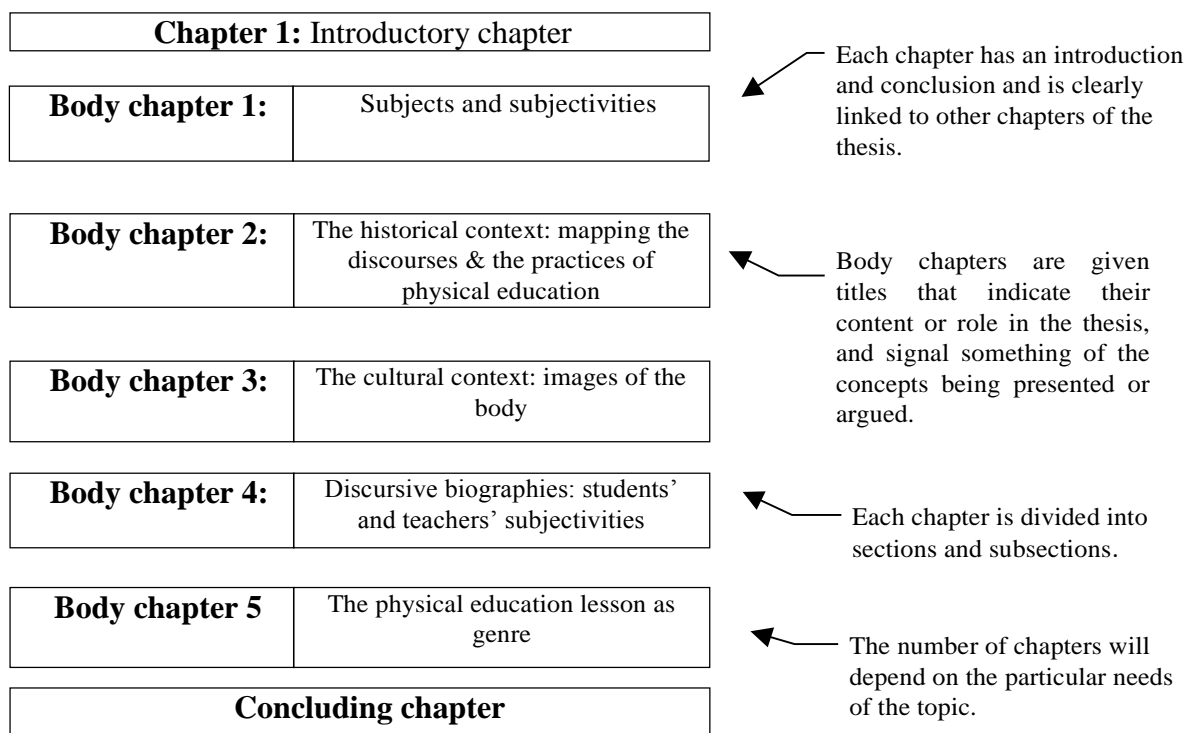 Chapter 1: Introductory chapter
Each chapter has an introduction
and conclusion and is clearly
linked to other chapters of the
thesis.
Body chapter 1:
Subjects and subjectivities
Body chapter 2:
The historical context: mapping the
discourses & the practices of
physical education
Body chapters are given
titles that indicate their
content or role in the thesis,
and signal something of the
concepts being presented or
argued.
Body chapter 3:
The cultural context: images of the
body
Body chapter 4:
Discursive biographies: students’
and teachers’ subjectivities
Each chapter is divided into
sections and subsections.
Body chapter 5
The physical education lesson as
genre
The number of chapters will
depend on the particular needs
of the topic.
Concluding chapter